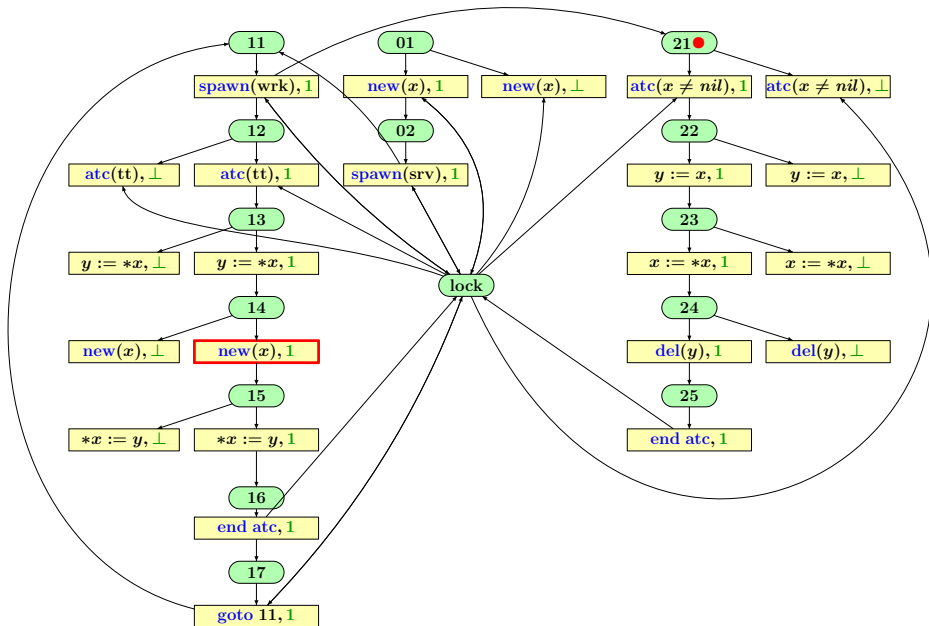 11 01 21
spawn(wrk), 1 new(x), 1 new(x), ⊥ atc(x ≠ nil), 1 atc(x ≠ nil), ⊥
12 02 22
atc(tt), ⊥ atc(tt), 1 spawn(srv), 1 y := x, 1 y := x, ⊥
13 23
y := *x, ⊥ y := *x, 1 x := *x, 1 x := *x, ⊥
lock
14 24
new(x), ⊥ new(x), 1 del(y), 1 del(y), ⊥
15 25
*x := y, ⊥ *x := y, 1 end atc, 1
16
end atc, 1
17
goto 11, 1